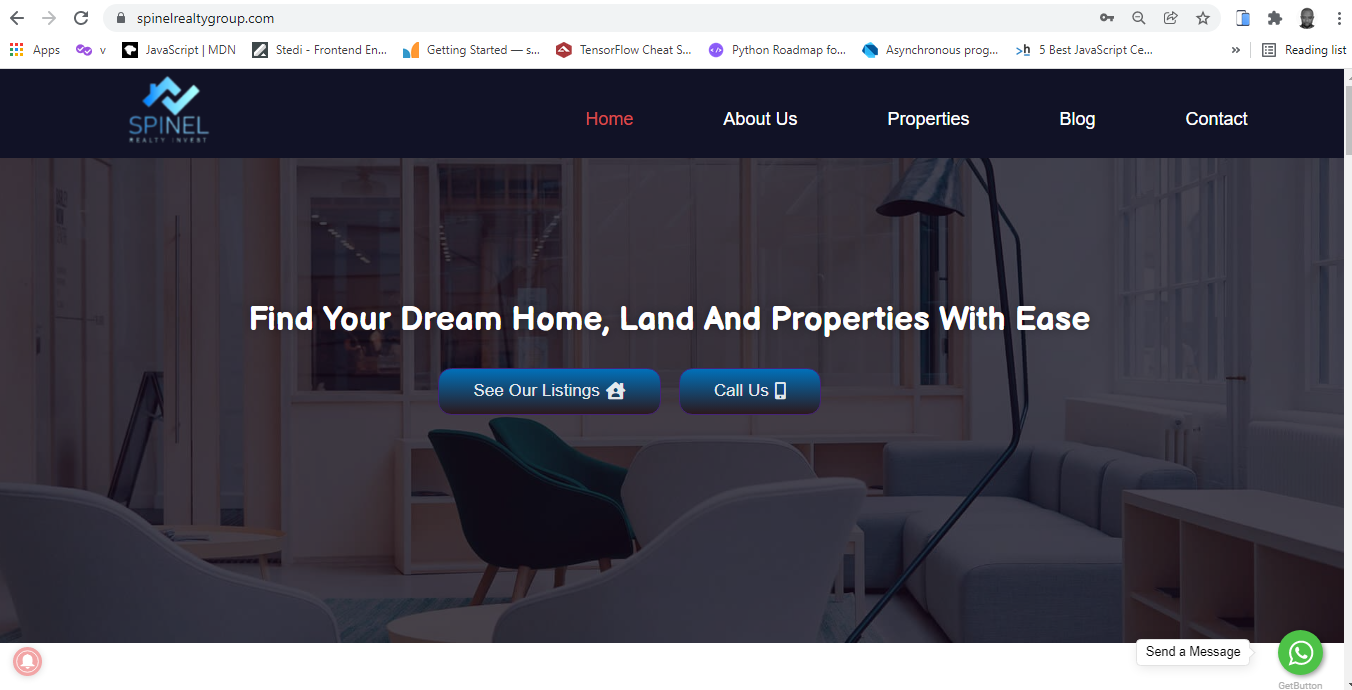 spinelrealtygroup.com
Apps v JavaScript | MDN Stedi - Frontend En... Getting Started — s... TensorFlow Cheat S... Python Roadmap fo... Asynchronous prog... >h 5 Best JavaScript Ce... » Reading list
SPINEL
REALTY INVEST
Home About Us Properties Blog Contact
Find Your Dream Home, Land And Properties With Ease
See Our Listings Call Us
Send a Message
GetButton